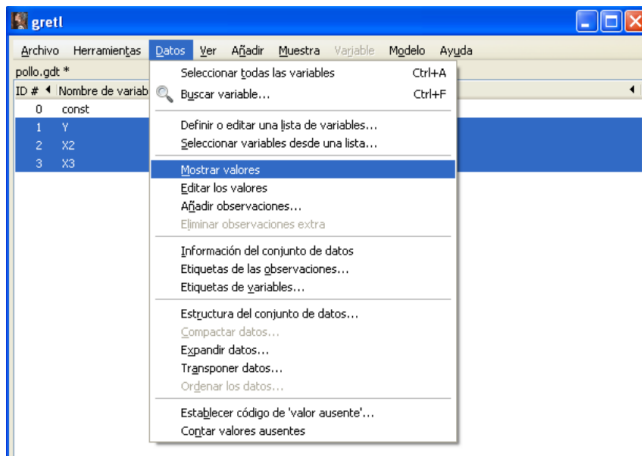 gretl
Archivo Herramientas Datos Ver Añadir Muestra Variable Modelo Ayuda
pollo.gdt *
ID # Nombre de variab
0 const
1 Y
2 X2
3 X3
Seleccionar todas las variables Ctrl+A
Buscar variable... Ctrl+F
Definir o editar una lista de variables...
Seleccionar variables desde una lista...
Mostrar valores
Editar los valores
Añadir observaciones...
Eliminar observaciones extra
Información del conjunto de datos
Etiquetas de las observaciones...
Etiquetas de variables...
Estructura del conjunto de datos...
Compactar datos...
Expandir datos...
Transponer datos...
Ordenar los datos...
Establecer código de 'valor ausente'...
Contar valores ausentes